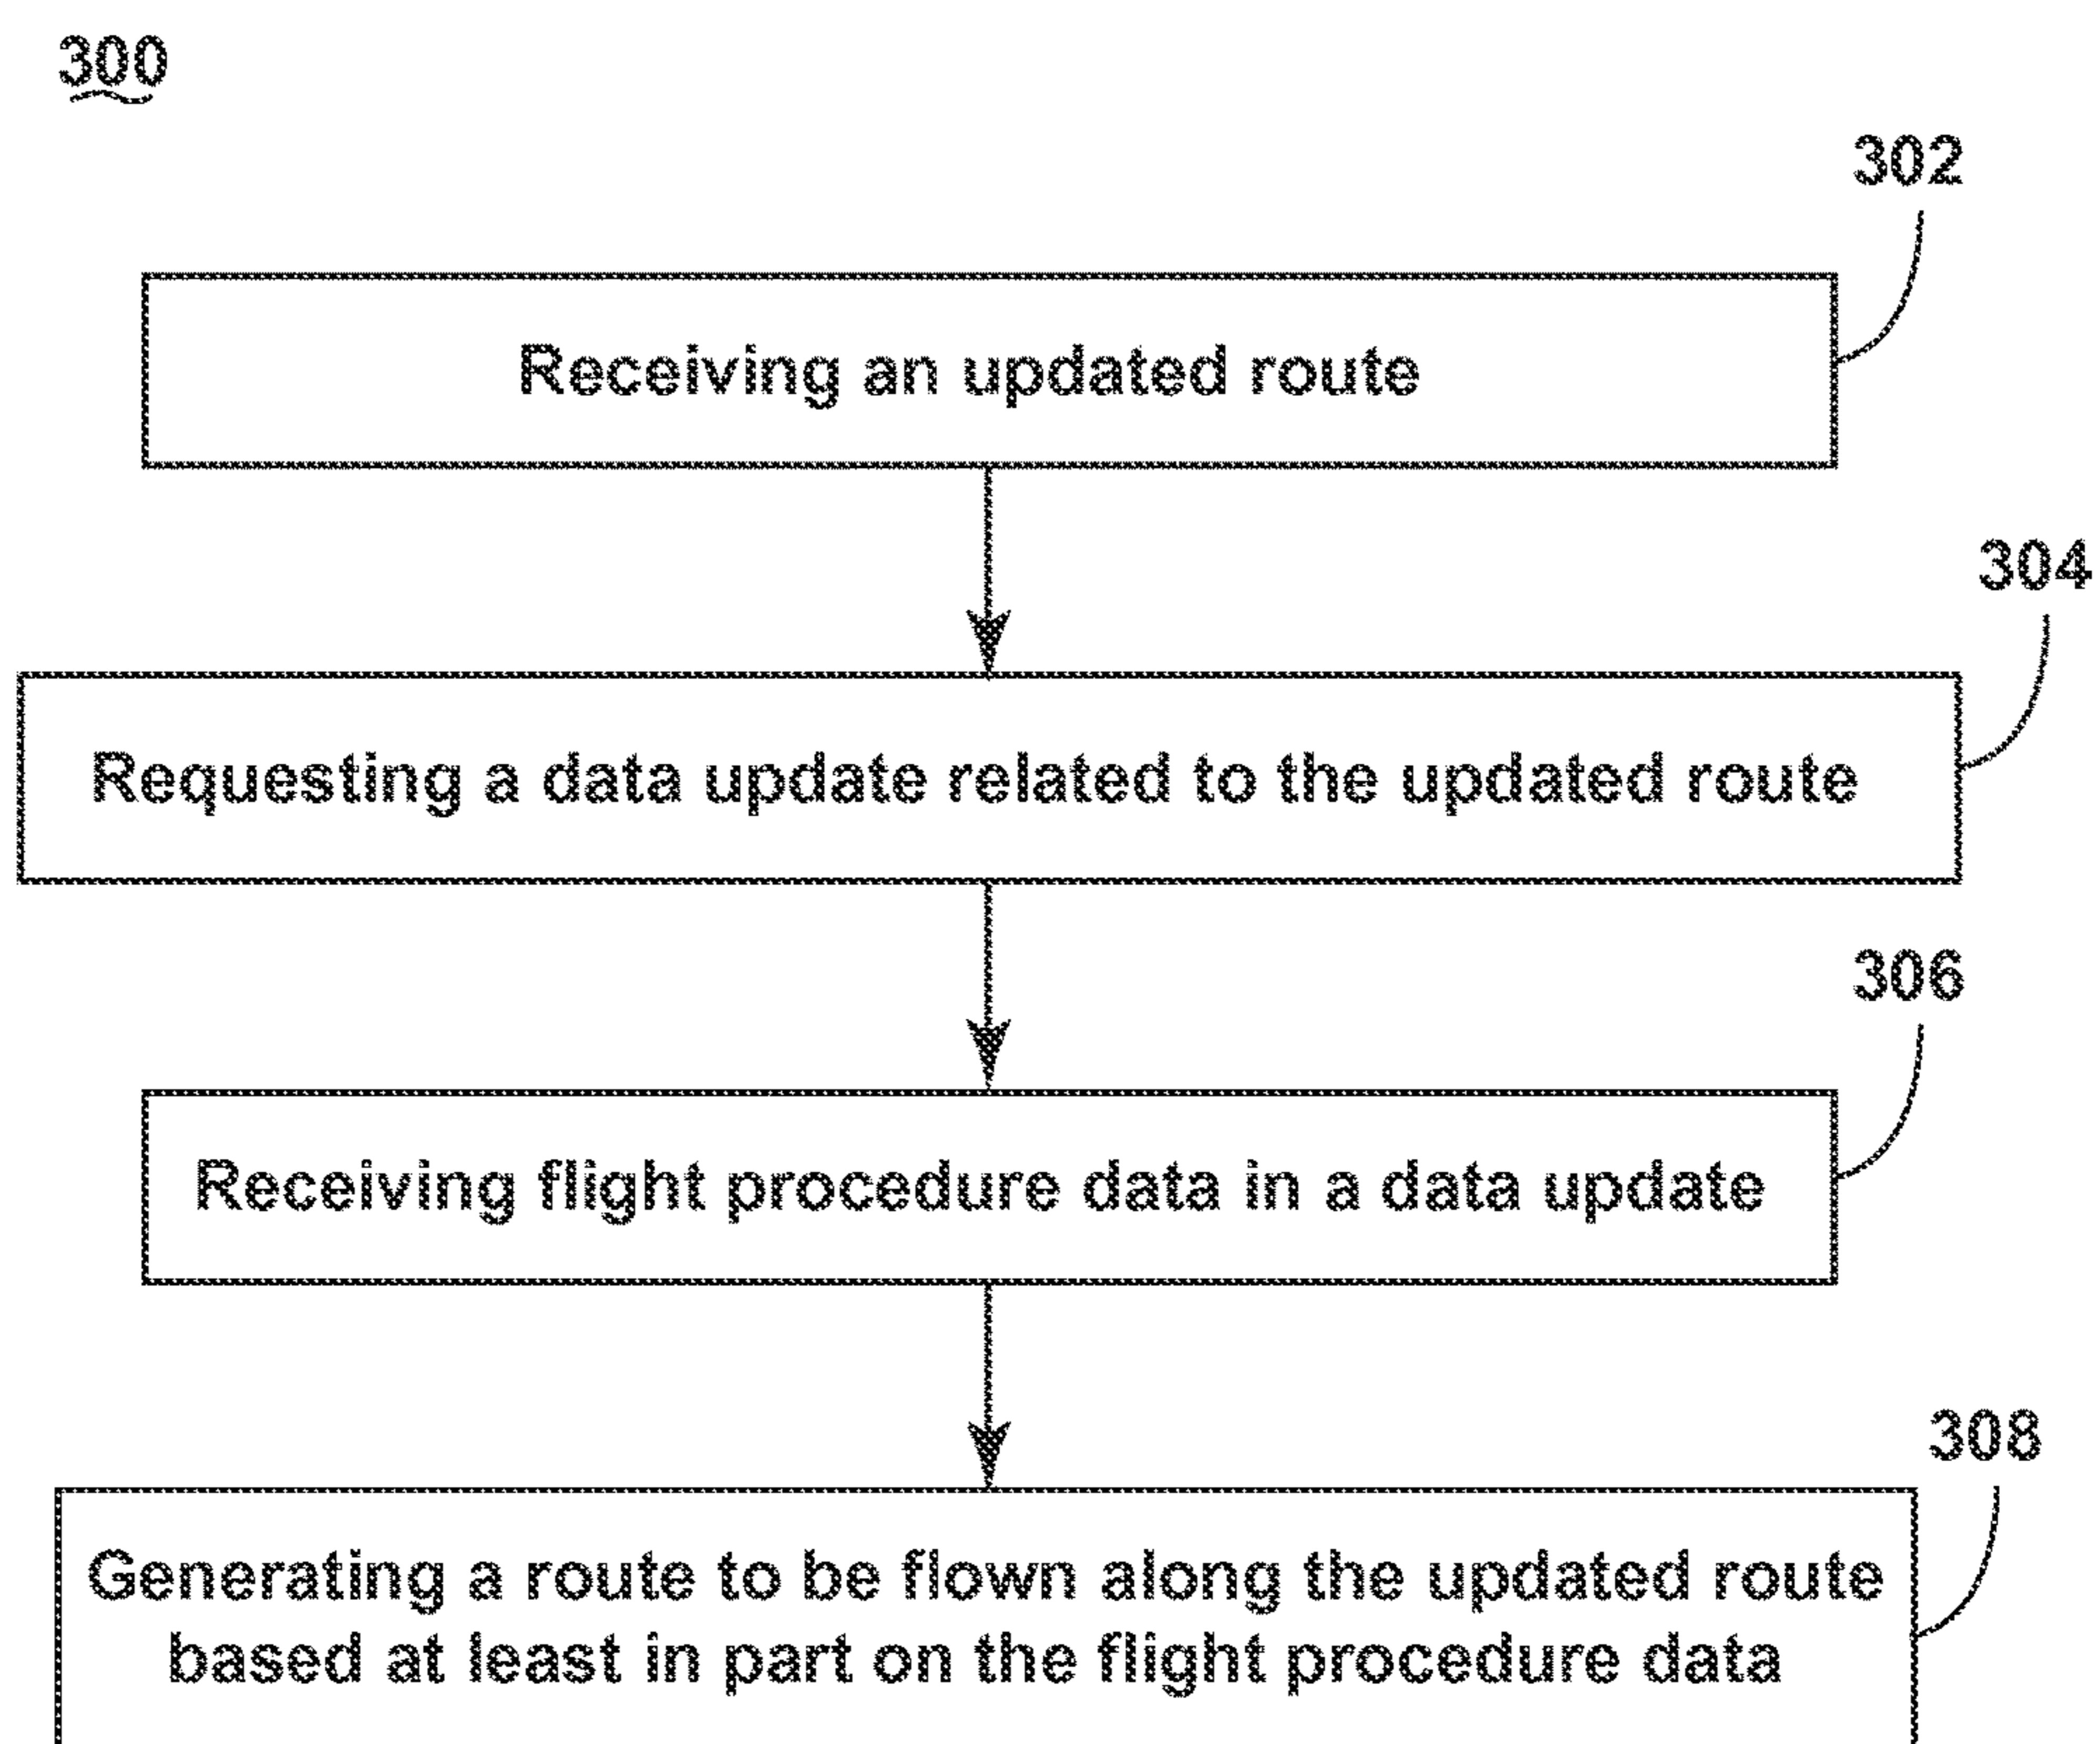 300
302
Receiving an updated route
304
Requesting a data update related to the updated route
306
Receiving flight procedure data in a data update
308
Generating a route to be flown along the updated route
based at least in part on the flight procedure data